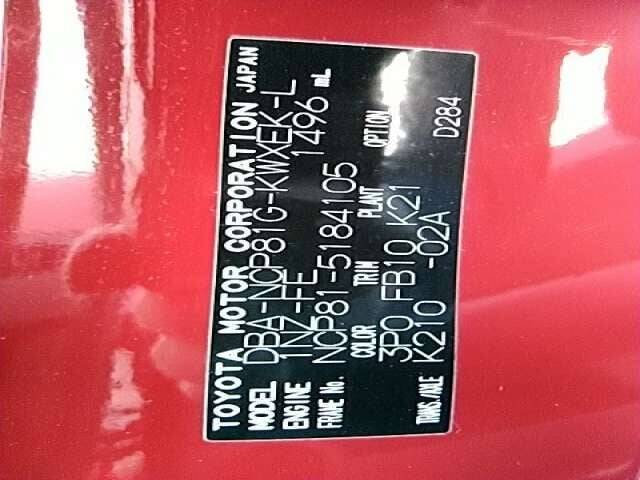 TOYOTA MOTOR CORPORATION JAPAN
MODEL DBA-NCP81G-KWXEK-L
ENGINE 1NZ-FE 1496 mL
FRAME No. NCP81-5184105
COLOR TRIM PLANT OPTION
3P0 FB10 K21
TRANS/AXLE K210 -02A D284